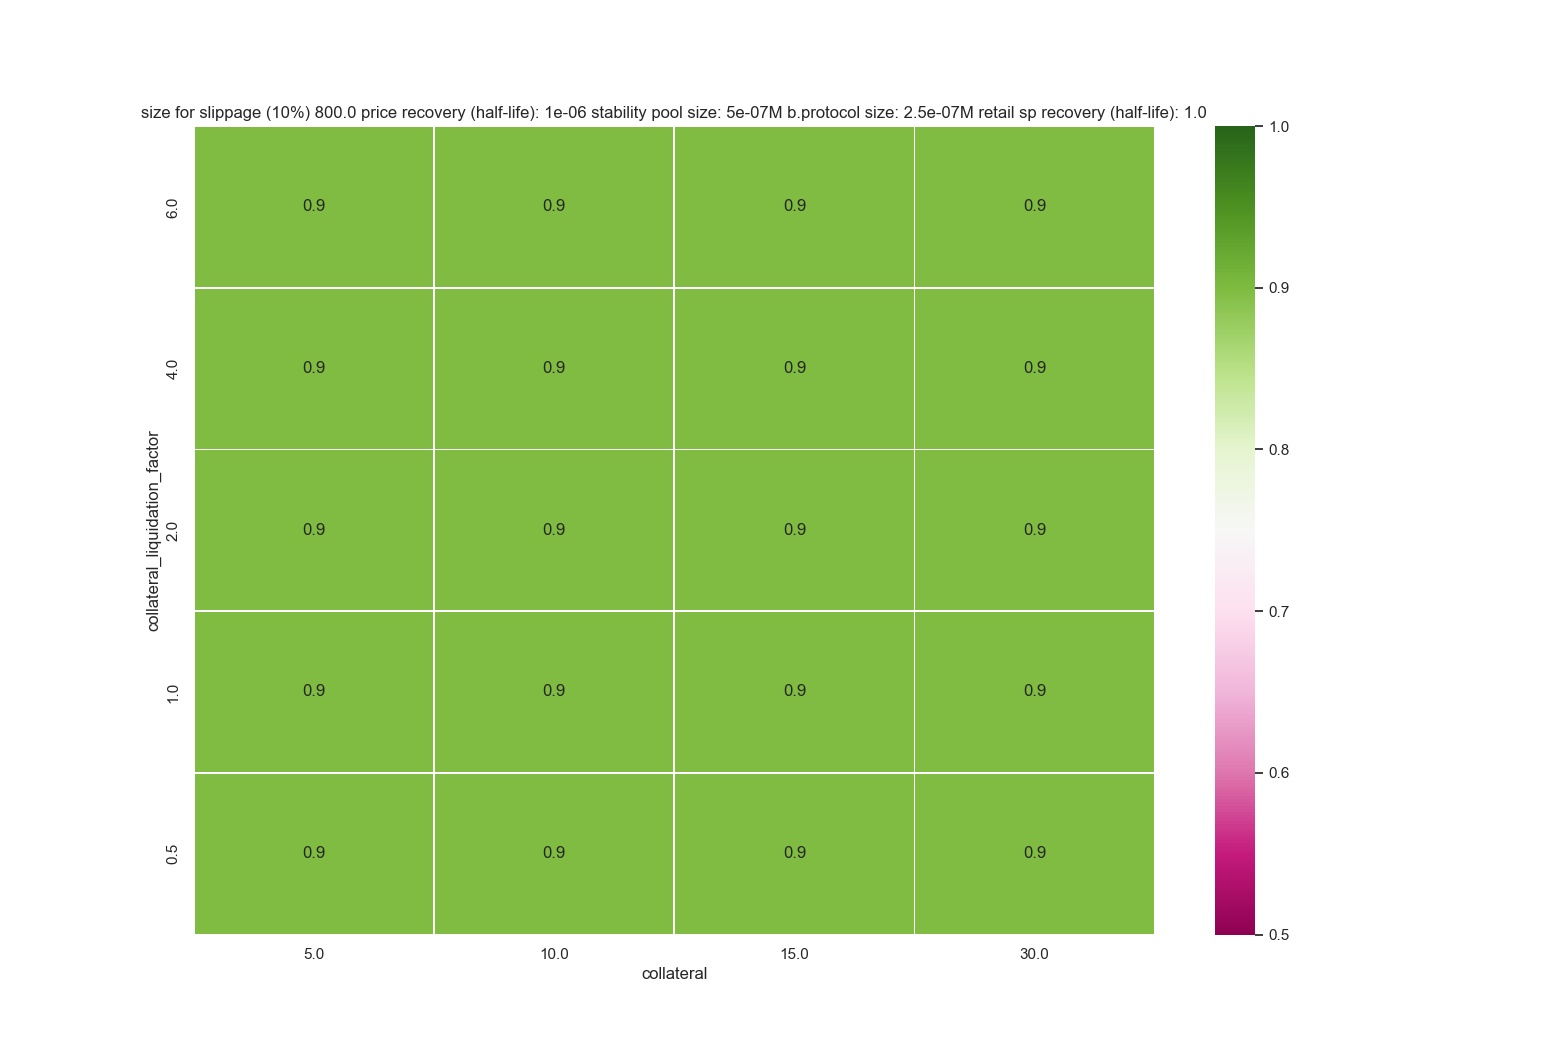 size for slippage (10%) 800.0 price recovery (half-life): 1e-06 stability pool size: 5e-07M b.protocol size: 2.5e-07M retail sp recovery (half-life): 1.0
1.0
6.0 0.9 0.9 0.9 0.9
0.9
4.0 0.9 0.9 0.9 0.9
0.8
collateral_liquidation_factor
2.0 0.9 0.9 0.9 0.9
0.7
1.0 0.9 0.9 0.9 0.9
0.6
0.5 0.9 0.9 0.9 0.9
0.5
5.0 10.0 15.0 30.0
collateral